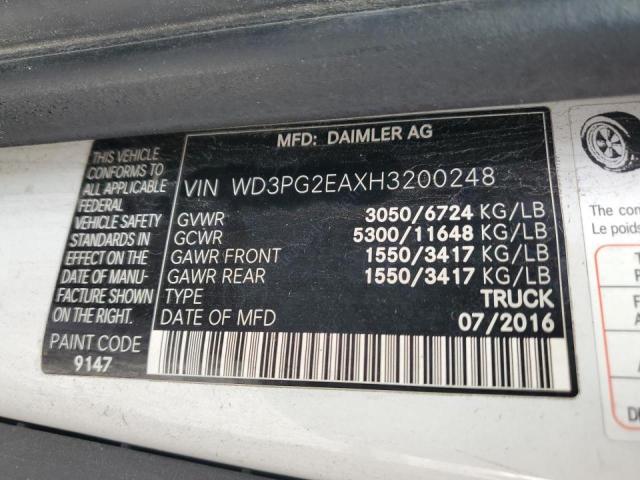 MFD: DAIMLER AG
THIS VEHICLE
CONFORMS TO
ALL APPLICABLE
FEDERAL
VEHICLE SAFETY
STANDARDS IN
EFFECT ON THE
DATE OF MANU-
FACTURE SHOWN
ON THE RIGHT.
PAINT CODE
9147
VIN WD3PG2EAXH3200248
GVWR 3050/6724 KG/LB
GCWR 5300/11648 KG/LB
GAWR FRONT 1550/3417 KG/LB
GAWR REAR 1550/3417 KG/LB
TYPE TRUCK
DATE OF MFD 07/2016
The con
Le poids